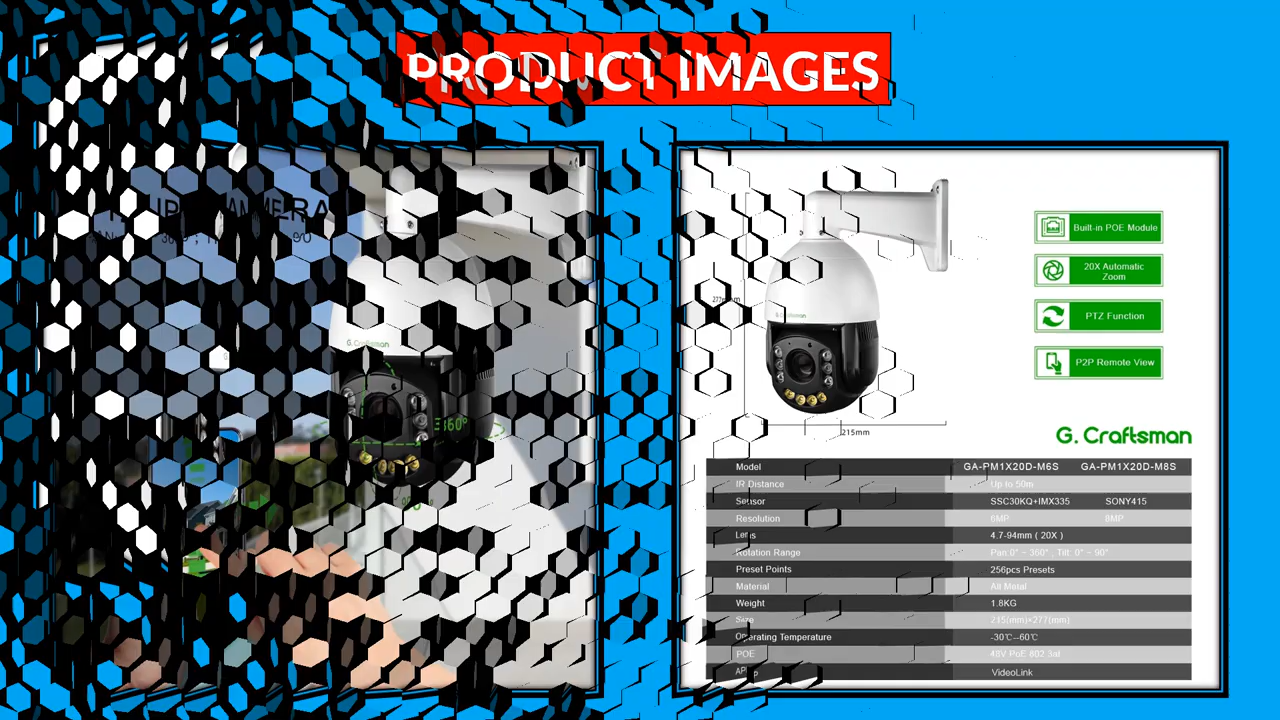 PRODUCT IMAGES
G. Craftsman
360°
277mm
G.Craftsman
215mm
Built-in POE Module
20X Automatic
Zoom
PTZ Function
P2P Remote View
G. Craftsman
Model GA-PM1X20D-M6S GA-PM1X20D-M8S
IR Distance Up to 50m
Sensor SSC30KQ+IMX335 SONY415
Resolution 6MP 8MP
Lens 4.7-94mm ( 20X )
Rotation Range Pan:0° ~ 360° , Tilt: 0° ~ 90°
Preset Points 256pcs Presets
Material All Metal
Weight 1.8KG
Size 215(mm)*277(mm)
Operating Temperature -30℃--60℃
POE 48V PoE 802.3at
VideoLink